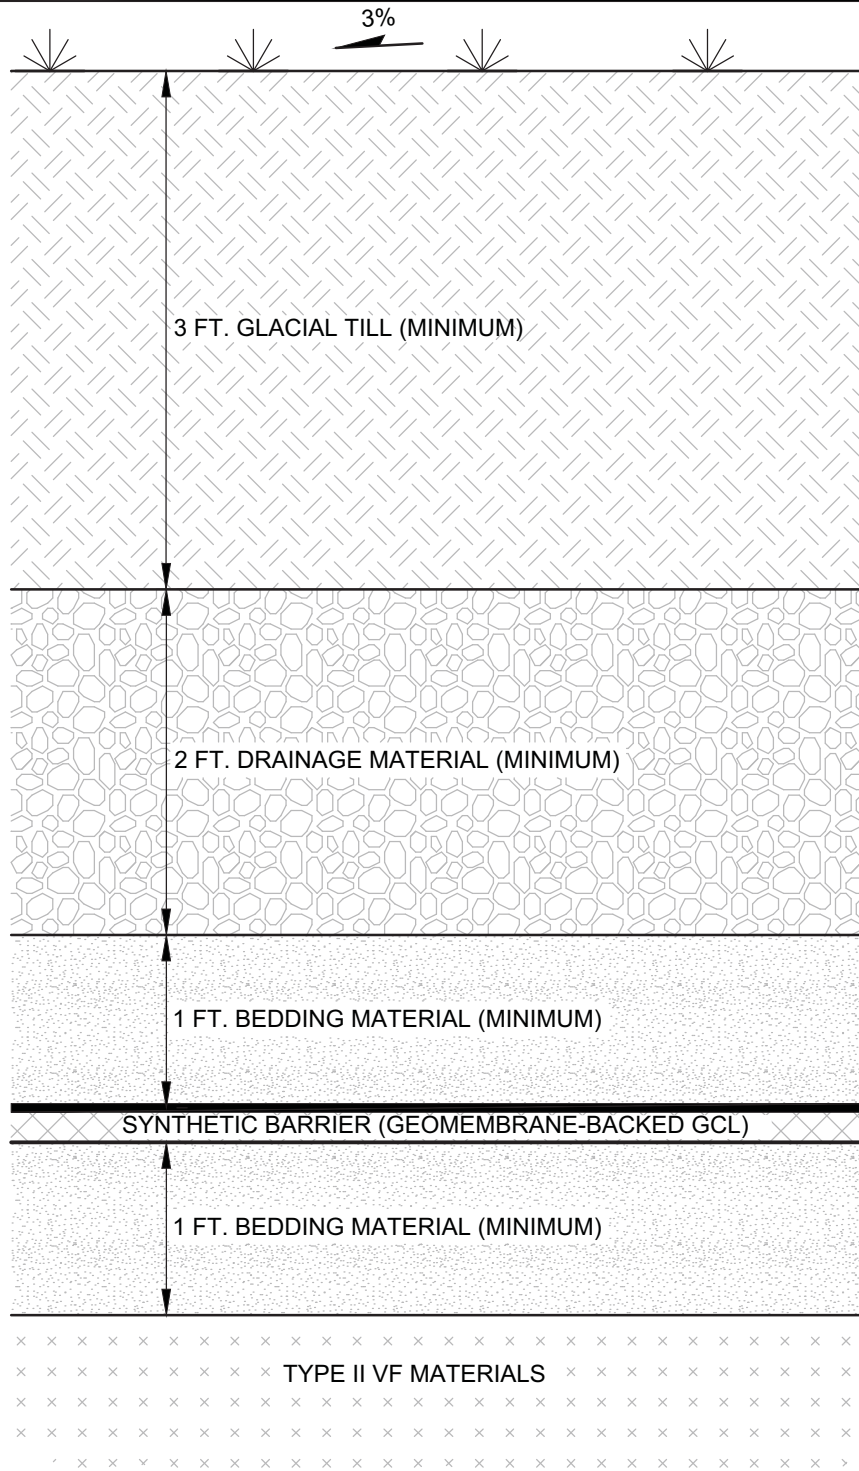 3%
3 FT. GLACIAL TILL (MINIMUM)
2 FT. DRAINAGE MATERIAL (MINIMUM)
1 FT. BEDDING MATERIAL (MINIMUM)
SYNTHETIC BARRIER (GEOMEMBRANE-BACKED GCL)
1 FT. BEDDING MATERIAL (MINIMUM)
TYPE II VF MATERIALS